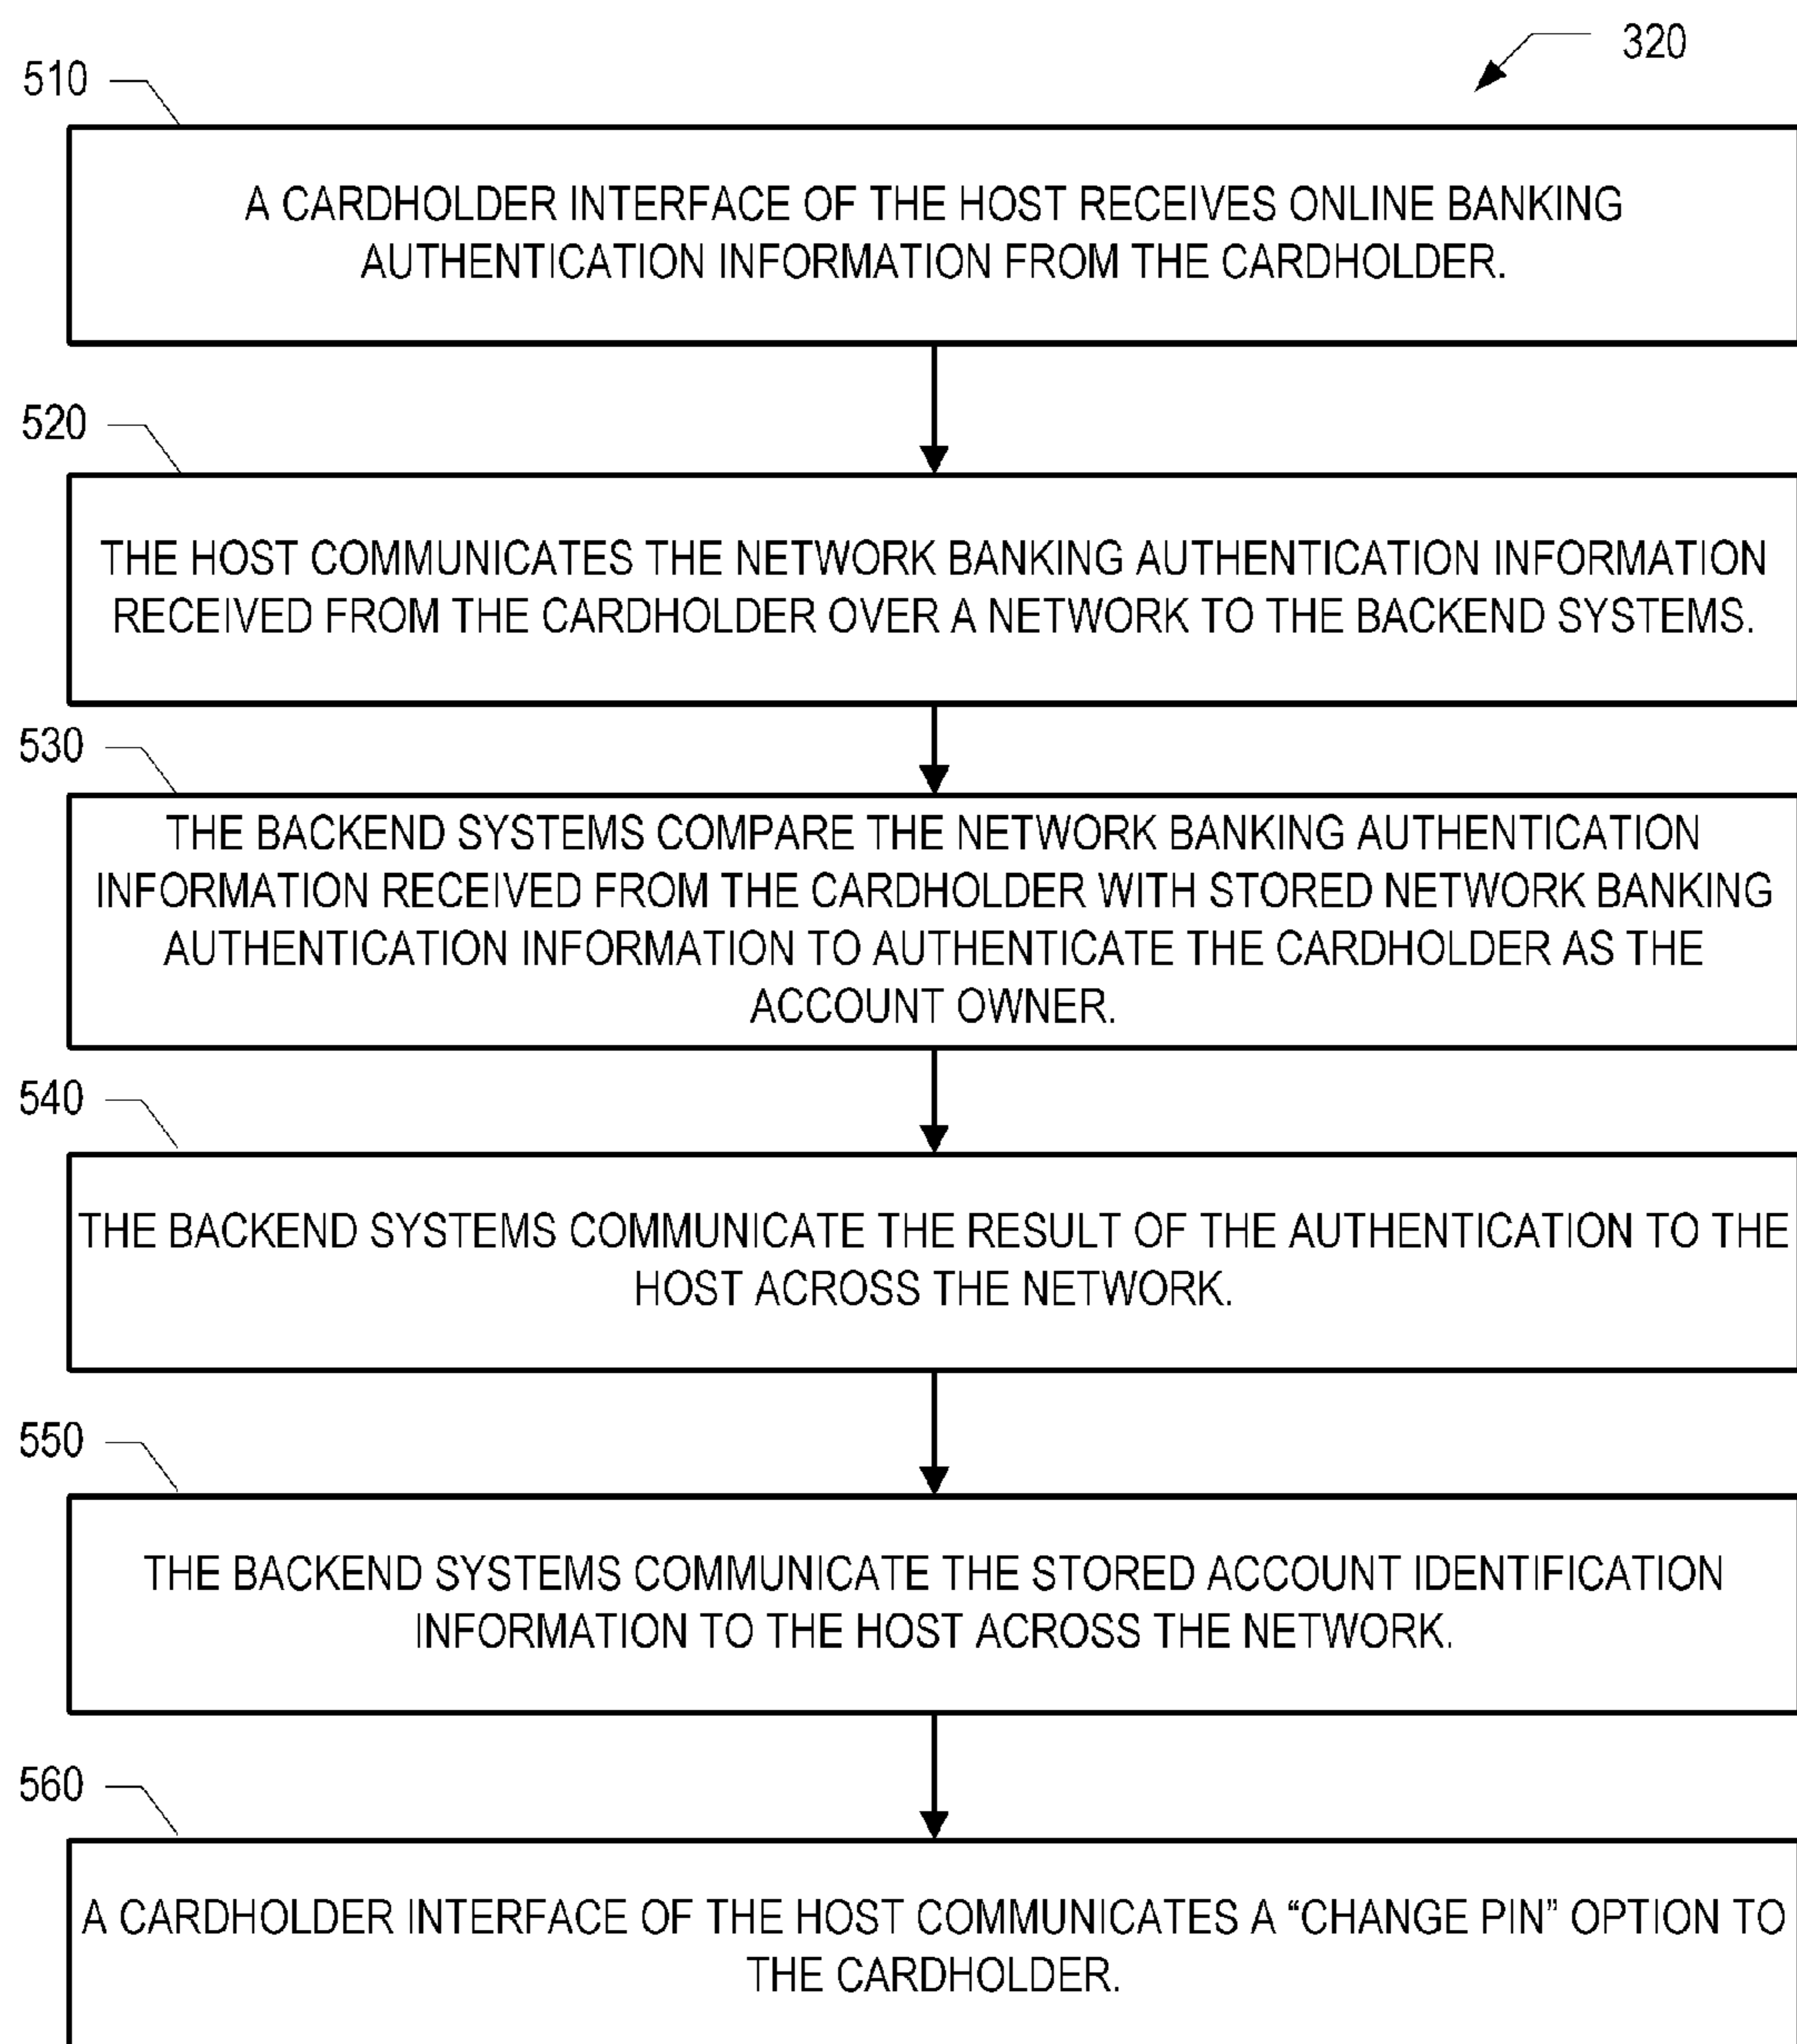 320
510
A CARDHOLDER INTERFACE OF THE HOST RECEIVES ONLINE BANKING
AUTHENTICATION INFORMATION FROM THE CARDHOLDER.
520
THE HOST COMMUNICATES THE NETWORK BANKING AUTHENTICATION INFORMATION
RECEIVED FROM THE CARDHOLDER OVER A NETWORK TO THE BACKEND SYSTEMS.
530
THE BACKEND SYSTEMS COMPARE THE NETWORK BANKING AUTHENTICATION
INFORMATION RECEIVED FROM THE CARDHOLDER WITH STORED NETWORK BANKING
AUTHENTICATION INFORMATION TO AUTHENTICATE THE CARDHOLDER AS THE
ACCOUNT OWNER.
540
THE BACKEND SYSTEMS COMMUNICATE THE RESULT OF THE AUTHENTICATION TO THE
HOST ACROSS THE NETWORK.
550
THE BACKEND SYSTEMS COMMUNICATE THE STORED ACCOUNT IDENTIFICATION
INFORMATION TO THE HOST ACROSS THE NETWORK.
560
A CARDHOLDER INTERFACE OF THE HOST COMMUNICATES A “CHANGE PIN” OPTION TO
THE CARDHOLDER.